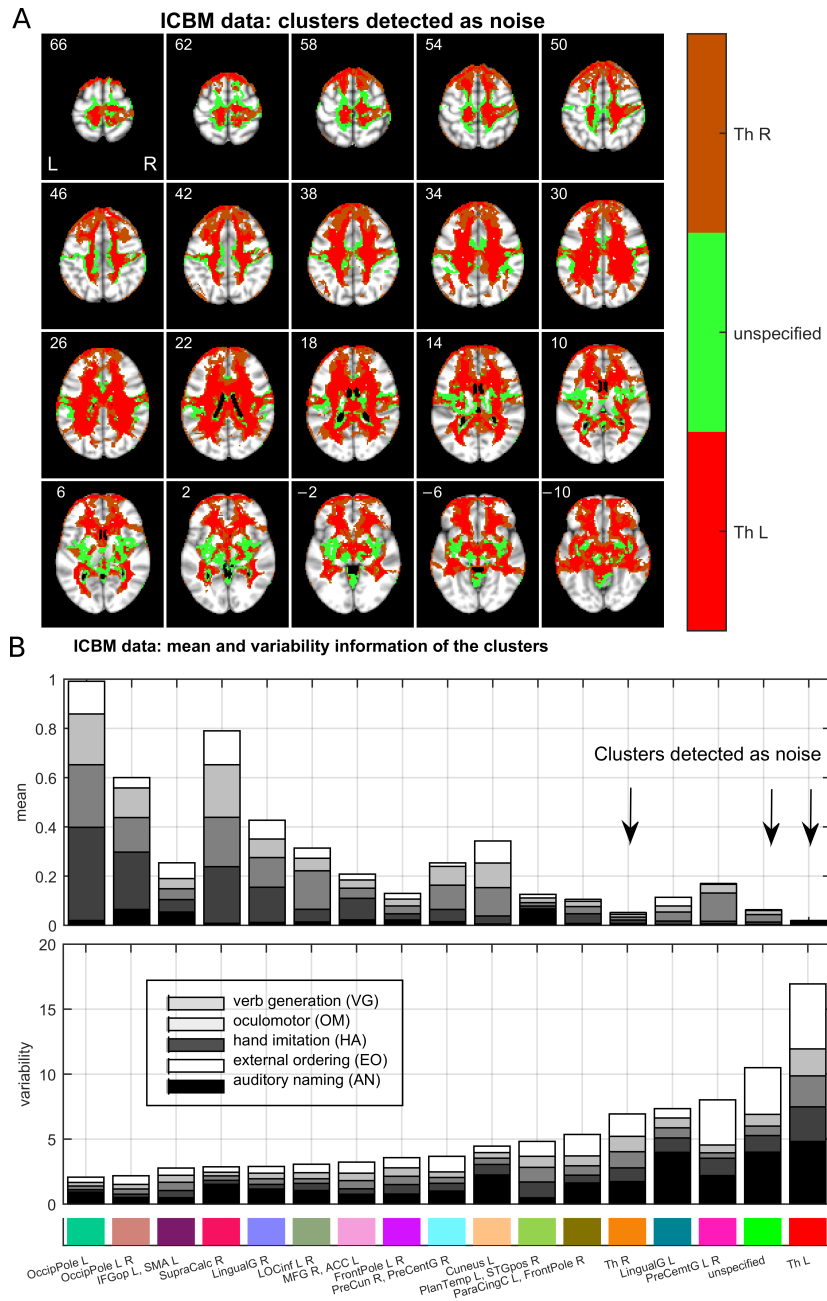 A
ICBM data: clusters detected as noise
66 62 58 54 50
L R
46 42 38 34 30
26 22 18 14 10
6 2 −2 −6 −10
Th R
unspecified
Th L
B
ICBM data: mean and variability information of the clusters
1
0.8
0.6
0.4
0.2
0
mean
Clusters detected as noise
20
15
10
5
0
variability
verb generation (VG)
oculomotor (OM)
hand imitation (HA)
external ordering (EO)
auditory naming (AN)
OccipPole L
OccipPole L R
IFGop L, SMA L
SupraCalc R
LingualG R
LOCinf L R
MFG R, ACC L
FrontPole L R
PreCun R, PreCentG R
Cuneus L
PlanTemp L, STGpos R
ParaCingC L, FrontPole R
Th R
LingualG L
PreCemtG L R
unspecified
Th L